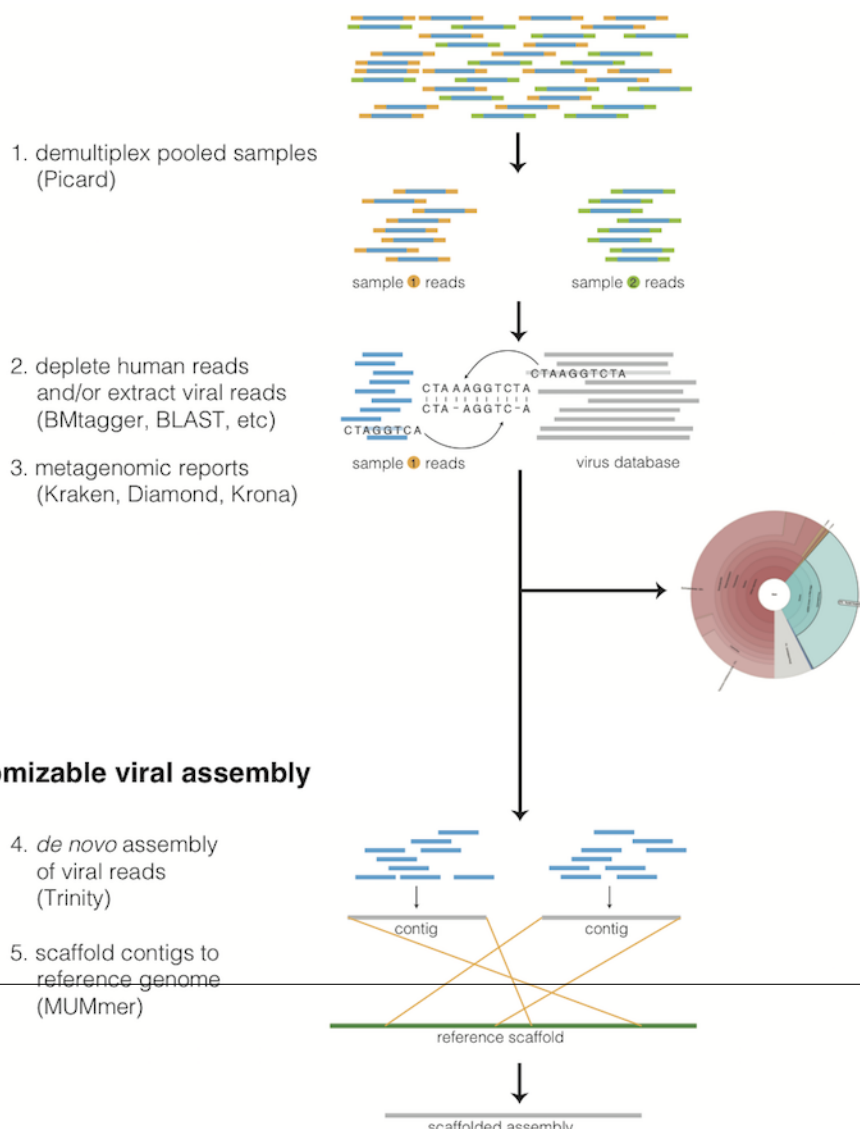 1. demultiplex pooled samples
(Picard)
sample 1 reads
sample 2 reads
2. deplete human reads
and/or extract viral reads
(BMtagger, BLAST, etc)
CTAAGGTCTA
CTAAAGGTCTA
CTA-AGGTC-A
CTAGGTCA
sample 1 reads
virus database
3. metagenomic reports
(Kraken, Diamond, Krona)
omizable viral assembly
4. de novo assembly
of viral reads
(Trinity)
contig
contig
5. scaffold contigs to
reference genome
(MUMmer)
reference scaffold
scaffolded assembly